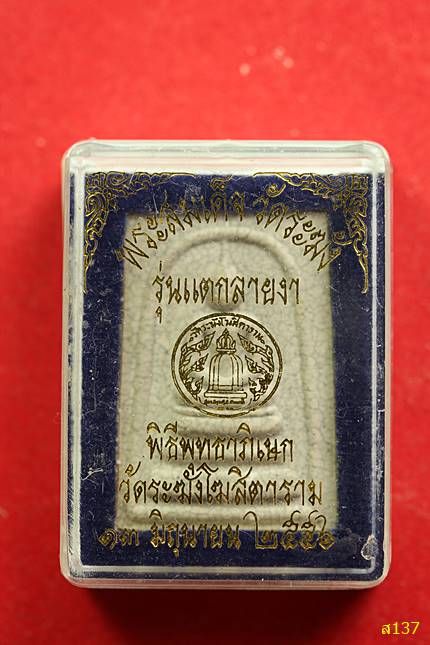 พระสมเด็จ วัดระฆัง
รุ่นแตกลายงา
พิธีพุทธาภิเษก
วัดระฆังโฆสิตาราม
๑๓ มิถุนายน ๒๕๕๖
ส137